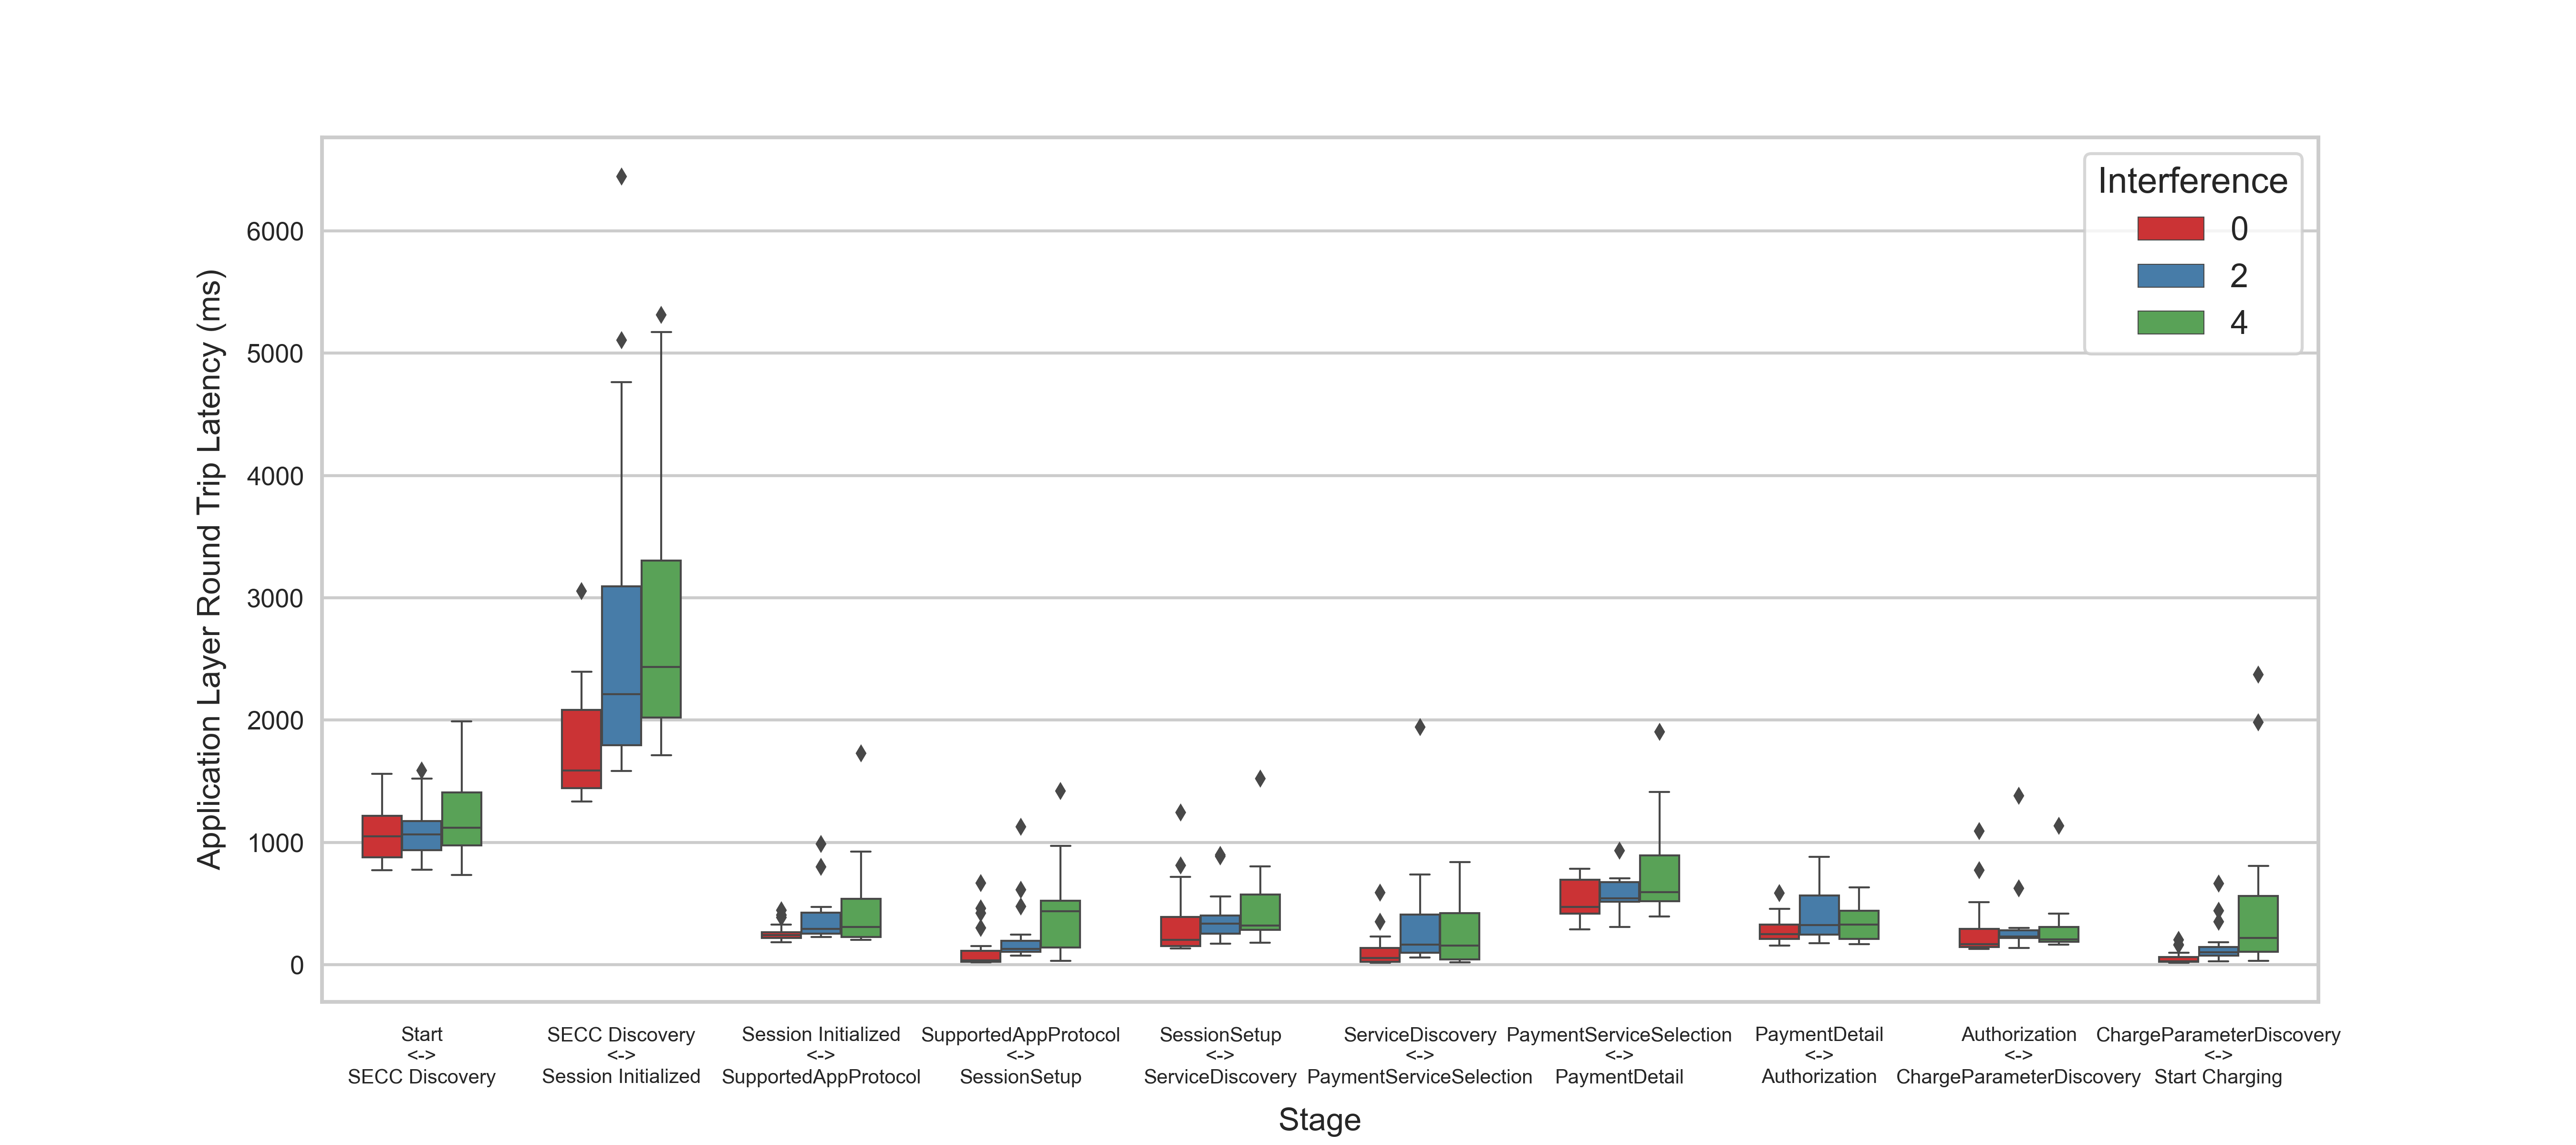 Interference
0
2
4
Application Layer Round Trip Latency (ms)
6000
5000
4000
3000
2000
1000
0
Start
<->
SECC Discovery
SECC Discovery
<->
Session Initialized
Session Initialized
<->
SupportedAppProtocol
SupportedAppProtocol
<->
SessionSetup
SessionSetup
<->
ServiceDiscovery
ServiceDiscovery
<->
PaymentServiceSelection
PaymentServiceSelection
<->
PaymentDetail
PaymentDetail
<->
Authorization
Authorization
<->
ChargeParameterDiscovery
ChargeParameterDiscovery
<->
Start Charging
Stage